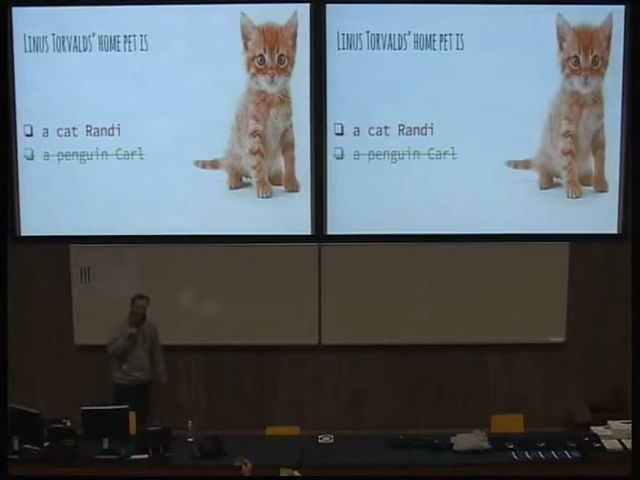 LINUS TORVALDS' HOME PET IS
a cat Randi
a penguin Carl
LINUS TORVALDS' HOME PET IS
a cat Randi
a penguin Carl